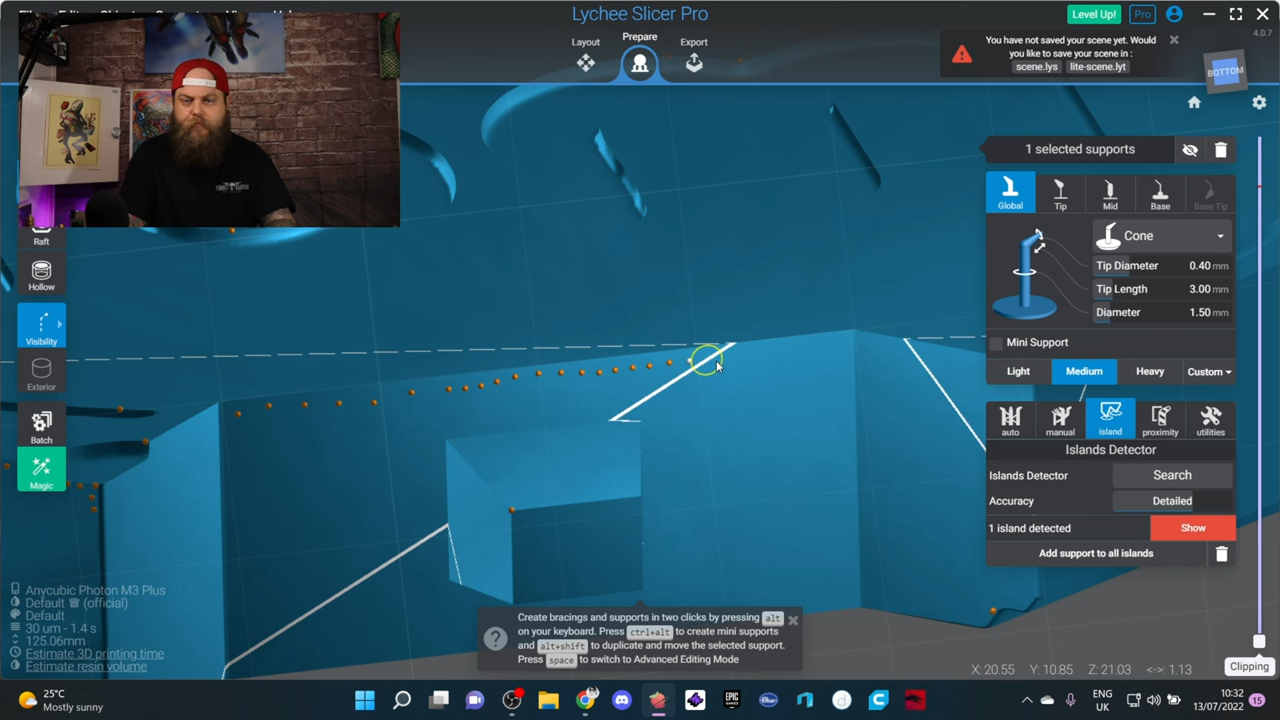 Lychee Slicer Pro
Level Up!
Pro
4.0.7
Layout
Prepare
Export
You have not saved your scene yet. Would
you like to save your scene in :
scene.lys
lite-scene.lyt
BOTTOM
1 selected supports
Global
Tip
Mid
Base
Base Tip
Cone
Tip Diameter 0.40 mm
Tip Length 3.00 mm
Diameter 1.50 mm
Mini Support
Light
Medium
Heavy
Custom
auto
manual
island
proximity
utilities
Islands Detector
Islands Detector Search
Accuracy Detailed
1 island detected Show
Add support to all islands
Clipping
Raft
Hollow
Visibility
Exterior
Batch
Magic
Anycubic Photon M3 Plus
Default (official)
Default
30 um - 1.4 s
125.06mm
Estimate 3D printing time
Estimate resin volume
Create bracings and supports in two clicks by pressing alt
on your keyboard. Press ctrl+alt to create mini supports
and alt+shift to duplicate and move the selected support.
Press space to switch to Advanced Editing Mode
X: 20.55 Y: 10.85 Z: 21.03 <-> : 1.13
25°C
Mostly sunny
EPIC
GAMES
ENG
UK
10:32
13/07/2022
15